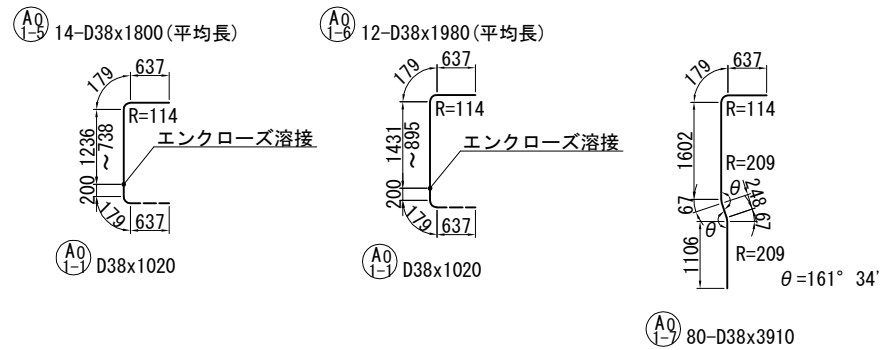 A0 1-5 14-D38x1800(平均長)
179
637
R=114
1236
~738
エンクローズ溶接
200
179
637
A0 1-1 D38x1020
A0 1-6 12-D38x1980(平均長)
179
637
R=114
1431
~895
エンクローズ溶接
200
179
637
A0 1-1 D38x1020
179
637
R=114
1602
R=209
θ
248
67
67
θ
1106
R=209
θ=161° 34'
A0 1-7 80-D38x3910